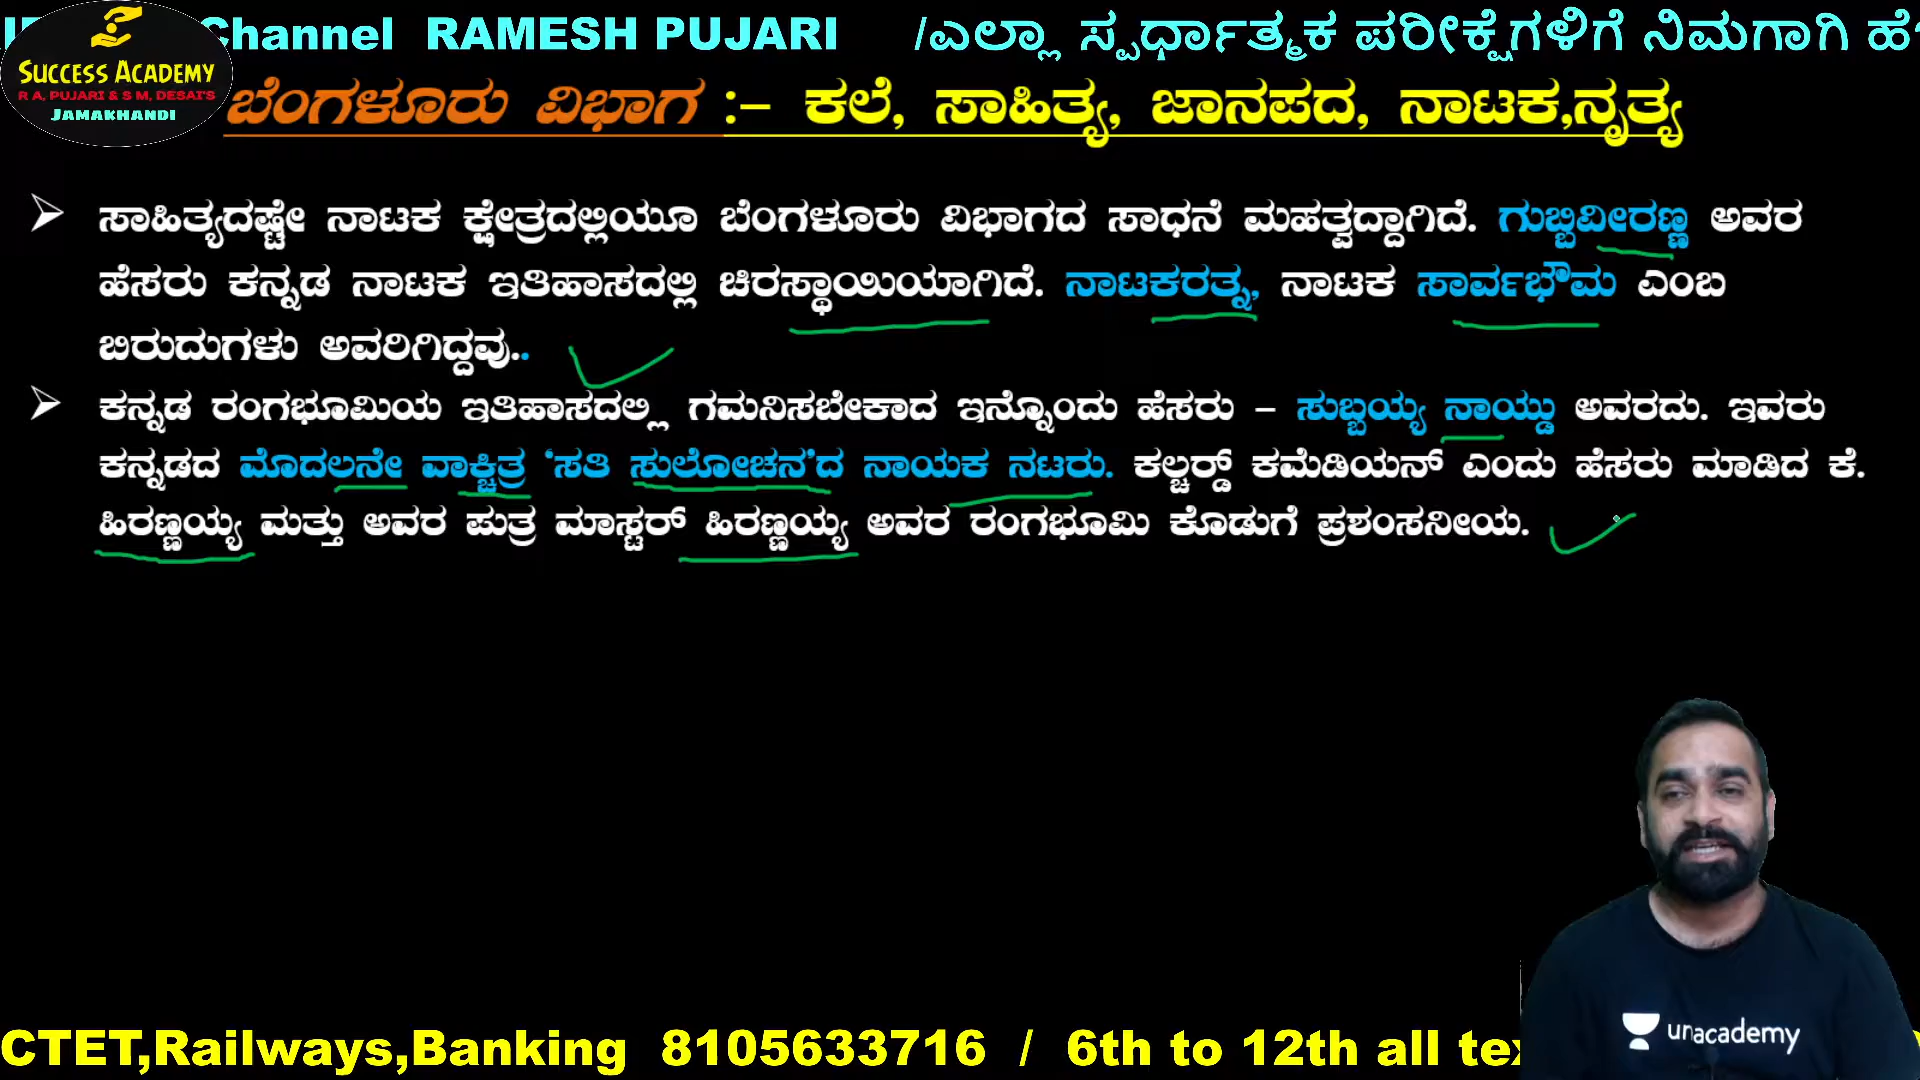 Channel RAMESH PUJARI /ಎಲ್ಲಾ ಸ್ಪರ್ಧಾತ್ಮಕ ಪರೀಕ್ಷೆಗಳಿಗೆ ನಿಮಗಾಗಿ
SUCCESS ACADEMY
R A, PUJARI & S M, DESAI'S
JAMAKHANDI
ಬೆಂಗಳೂರು ವಿಭಾಗ :– ಕಲೆ, ಸಾಹಿತ್ಯ, ಜಾನಪದ, ನಾಟಕ,ನೃತ್ಯ
➢ ಸಾಹಿತ್ಯದಷ್ಟೇ ನಾಟಕ ಕ್ಷೇತ್ರದಲ್ಲಿಯೂ ಬೆಂಗಳೂರು ವಿಭಾಗದ ಸಾಧನೆ ಮಹತ್ವದ್ದಾಗಿದೆ. ಗುಬ್ಬಿವೀರಣ್ಣ ಅವರ
ಹೆಸರು ಕನ್ನಡ ನಾಟಕ ಇತಿಹಾಸದಲ್ಲಿ ಚಿರಸ್ಥಾಯಿಯಾಗಿದೆ. ನಾಟಕರತ್ನ, ನಾಟಕ ಸಾರ್ವಭೌಮ ಎಂಬ
ಬಿರುದುಗಳು ಅವರಿಗಿದ್ದವು..
➢ ಕನ್ನಡ ರಂಗಭೂಮಿಯ ಇತಿಹಾಸದಲ್ಲಿ ಗಮನಿಸಬೇಕಾದ ಇನ್ನೊಂದು ಹೆಸರು – ಸುಬ್ಬಯ್ಯ ನಾಯ್ಡು ಅವರದು. ಇವರು
ಕನ್ನಡದ ಮೊದಲನೇ ವಾಕ್ಚಿತ್ರ ‘ಸತಿ ಸುಲೋಚನ’ದ ನಾಯಕ ನಟರು. ಕಲ್ಚರ್ಡ್ ಕಮೆಡಿಯನ್ ಎಂದು ಹೆಸರು ಮಾಡಿದ ಕೆ.
ಹಿರಣ್ಣಯ್ಯ ಮತ್ತು ಅವರ ಪುತ್ರ ಮಾಸ್ಟರ್ ಹಿರಣ್ಣಯ್ಯ ಅವರ ರಂಗಭೂಮಿ ಕೊಡುಗೆ ಪ್ರಶಂಸನೀಯ.
unacademy
CTET,Railways,Banking 8105633716 / 6th to 12th all